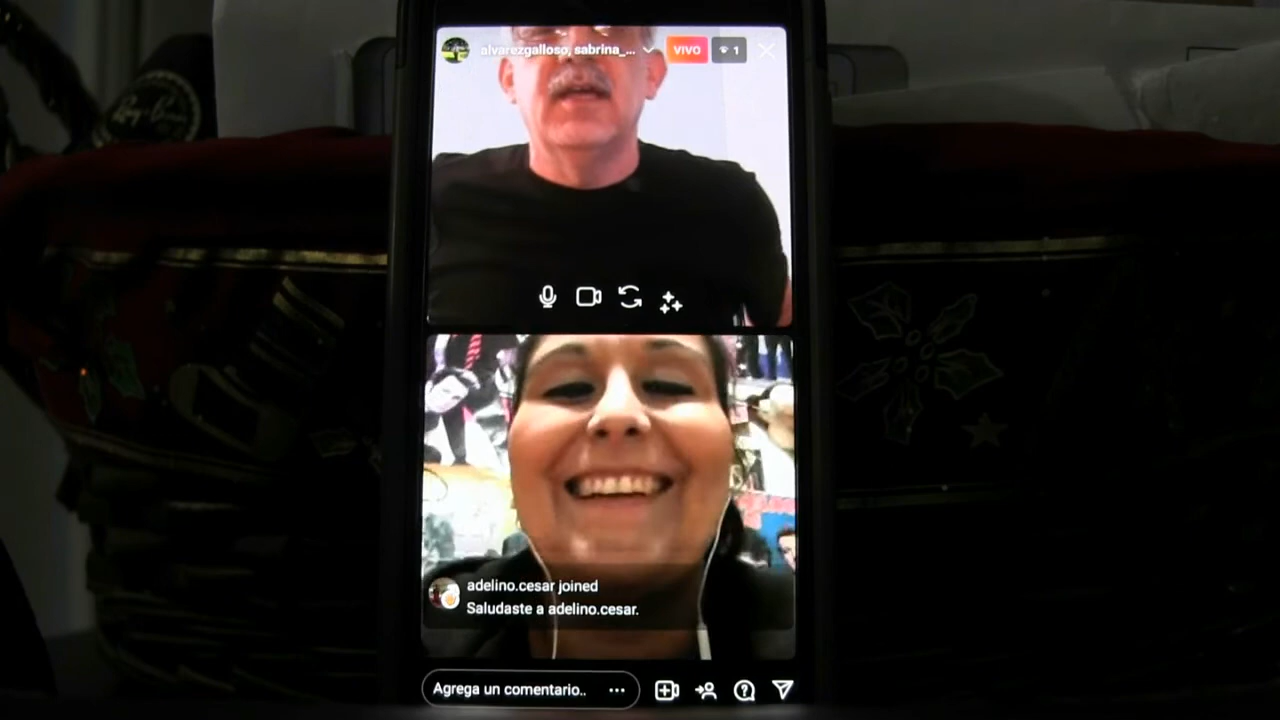 alvarezgalloso, sabrina_... VIVO 1
adelino.cesar joined
Saludaste a adelino.cesar.
Agrega un comentario..